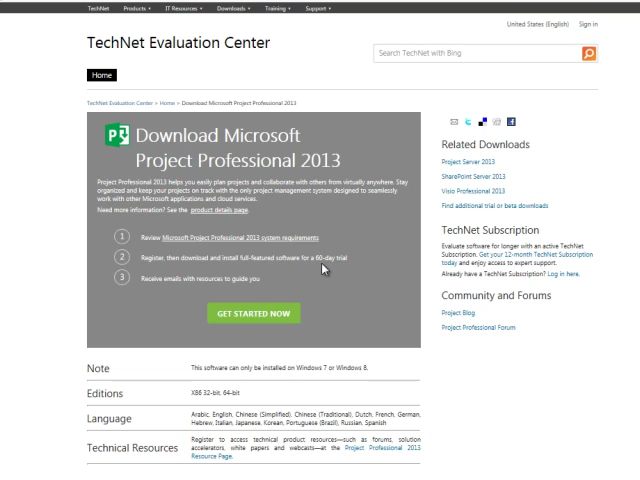 TechNet Products IT Resources Downloads Training Support
United States (English) Sign in
TechNet Evaluation Center
Search TechNet with Bing
Home
TechNet Evaluation Center > Home > Download Microsoft Project Professional 2013
Download Microsoft
Project Professional 2013
Project Professional 2013 helps you easily plan projects and collaborate with others from virtually anywhere. Stay
organized and keep your projects on track with the only project management system designed to seamlessly
work with other Microsoft applications and cloud services.
Need more information? See the product details page.
1 Review Microsoft Project Professional 2013 system requirements
2 Register, then download and install full-featured software for a 60-day trial
3 Receive emails with resources to guide you
GET STARTED NOW
Related Downloads
Project Server 2013
SharePoint Server 2013
Visio Professional 2013
Find additional trial or beta downloads
TechNet Subscription
Evaluate software for longer with an active TechNet
Subscription. Get your 12-month TechNet Subscription
today and enjoy access to expert support.
Already have a TechNet Subscription? Log in here.
Community and Forums
Project Blog
Project Professional Forum
Note This software can only be installed on Windows 7 or Windows 8.
Editions X86 32-bit, 64-bit
Language Arabic, English, Chinese (Simplified), Chinese (Traditional), Dutch, French, German,
Hebrew, Italian, Japanese, Korean, Portuguese (Brazil), Russian, Spanish
Technical Resources Register to access technical product resources—such as forums, solution
accelerators, white papers and webcasts—at the Project Professional 2013
Resource Page.